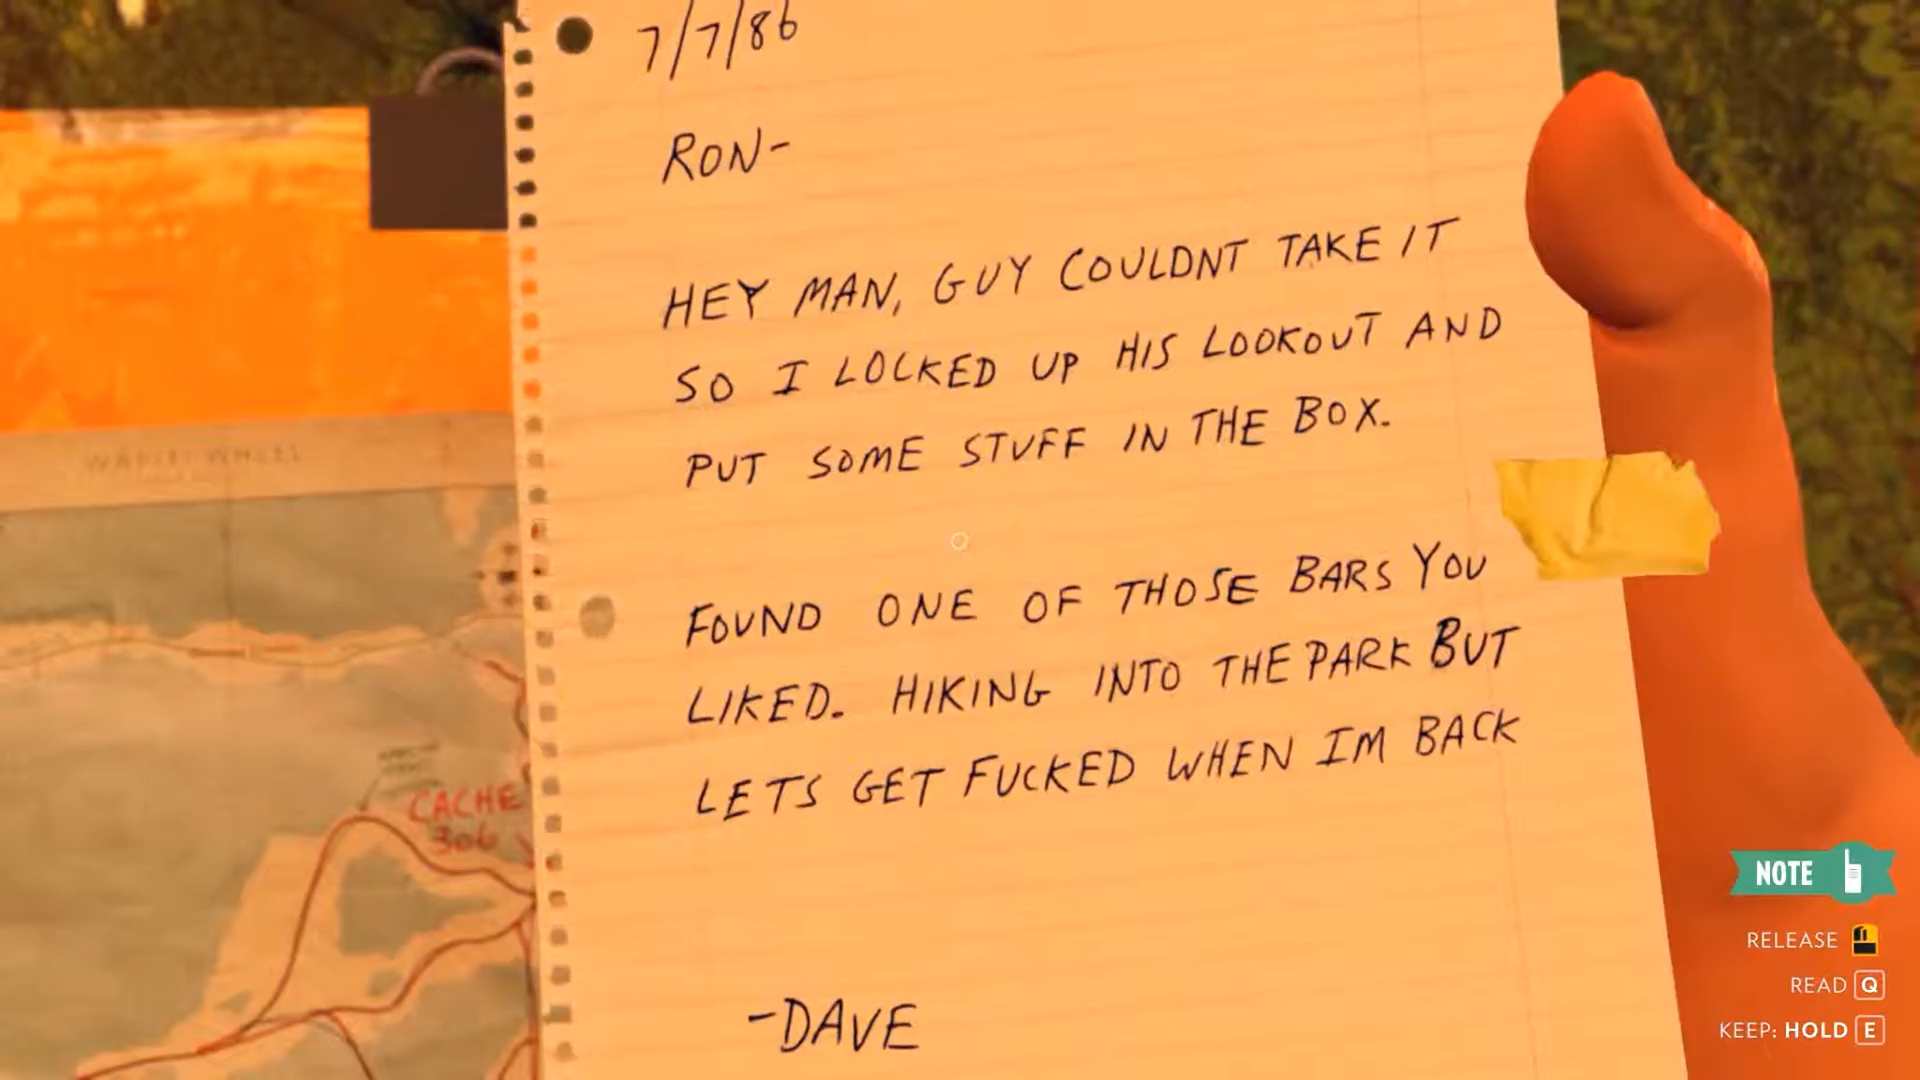 7/7/86
RON-
HEY MAN, GUY COULDNT TAKE IT
SO I LOCKED UP HIS LOOKOUT AND
PUT SOME STUFF IN THE BOX.
FOUND ONE OF THOSE BARS YOU
LIKED. HIKING INTO THE PARK BUT
LETS GET FUCKED WHEN IM BACK
-DAVE
WAPITI WHEEL
CACHE
306
NOTE
RELEASE
READ Q
KEEP: HOLD E